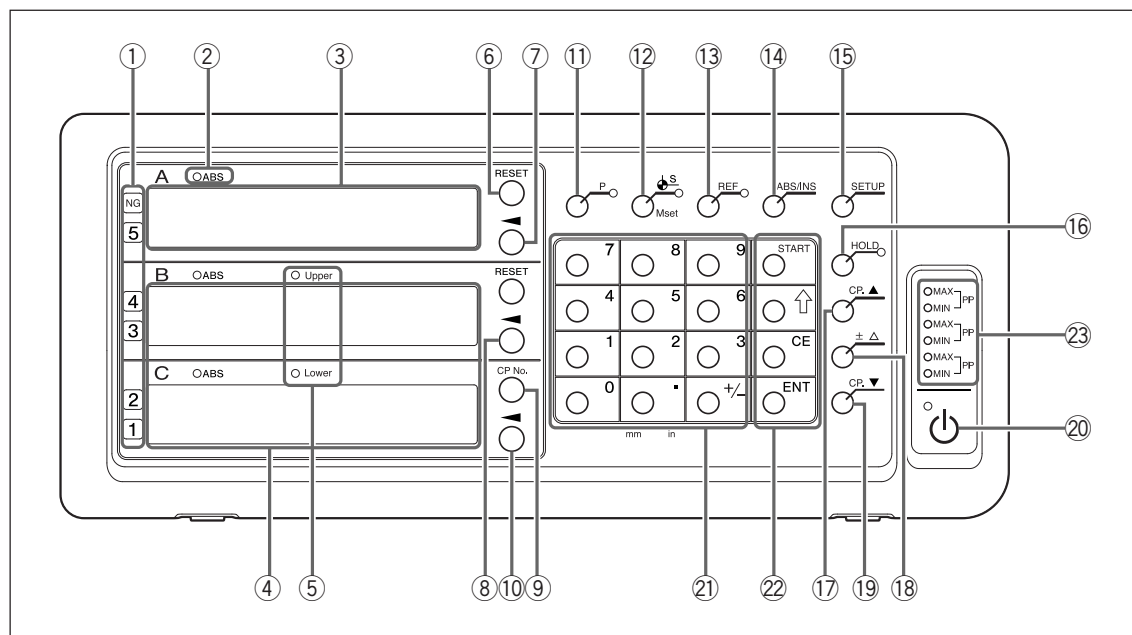 ① ② ③ ⑥ ⑦ ⑪ ⑫ ⑬ ⑭ ⑮
A ○ABS RESET P L S REF ABS/INS SETUP
NG Mset
5 ◄ ⑯
7 8 9 START HOLD
B ○ABS ○ Upper RESET
4 4 5 6 ⇧ CP. ▲ ○MAX PP
3 ◄ ○MIN
1 2 3 CE ± △ ○MAX PP ㉓
C ○ABS ○ Lower CP No. ○MIN
2 0 . +/- ENT CP. ▼ ○MAX PP
1 ◄ ○MIN
mm in ⑳
④ ⑤ ⑧ ⑩ ⑨ ㉑ ㉒ ⑰ ⑲ ⑱